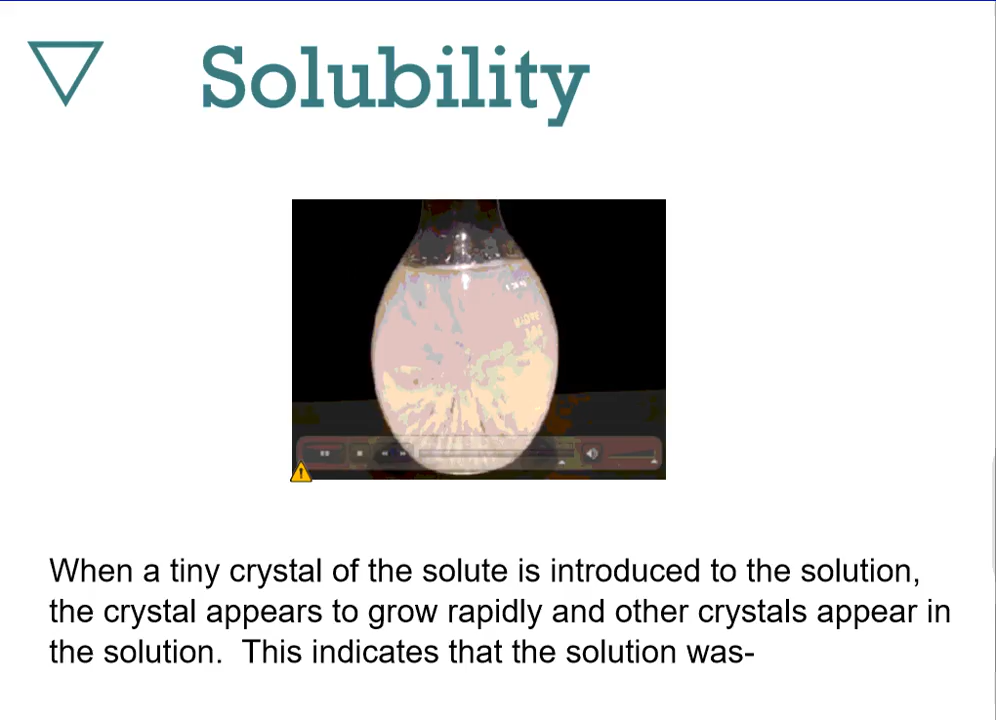 Solubility
When a tiny crystal of the solute is introduced to the solution,
the crystal appears to grow rapidly and other crystals appear in
the solution.  This indicates that the solution was-